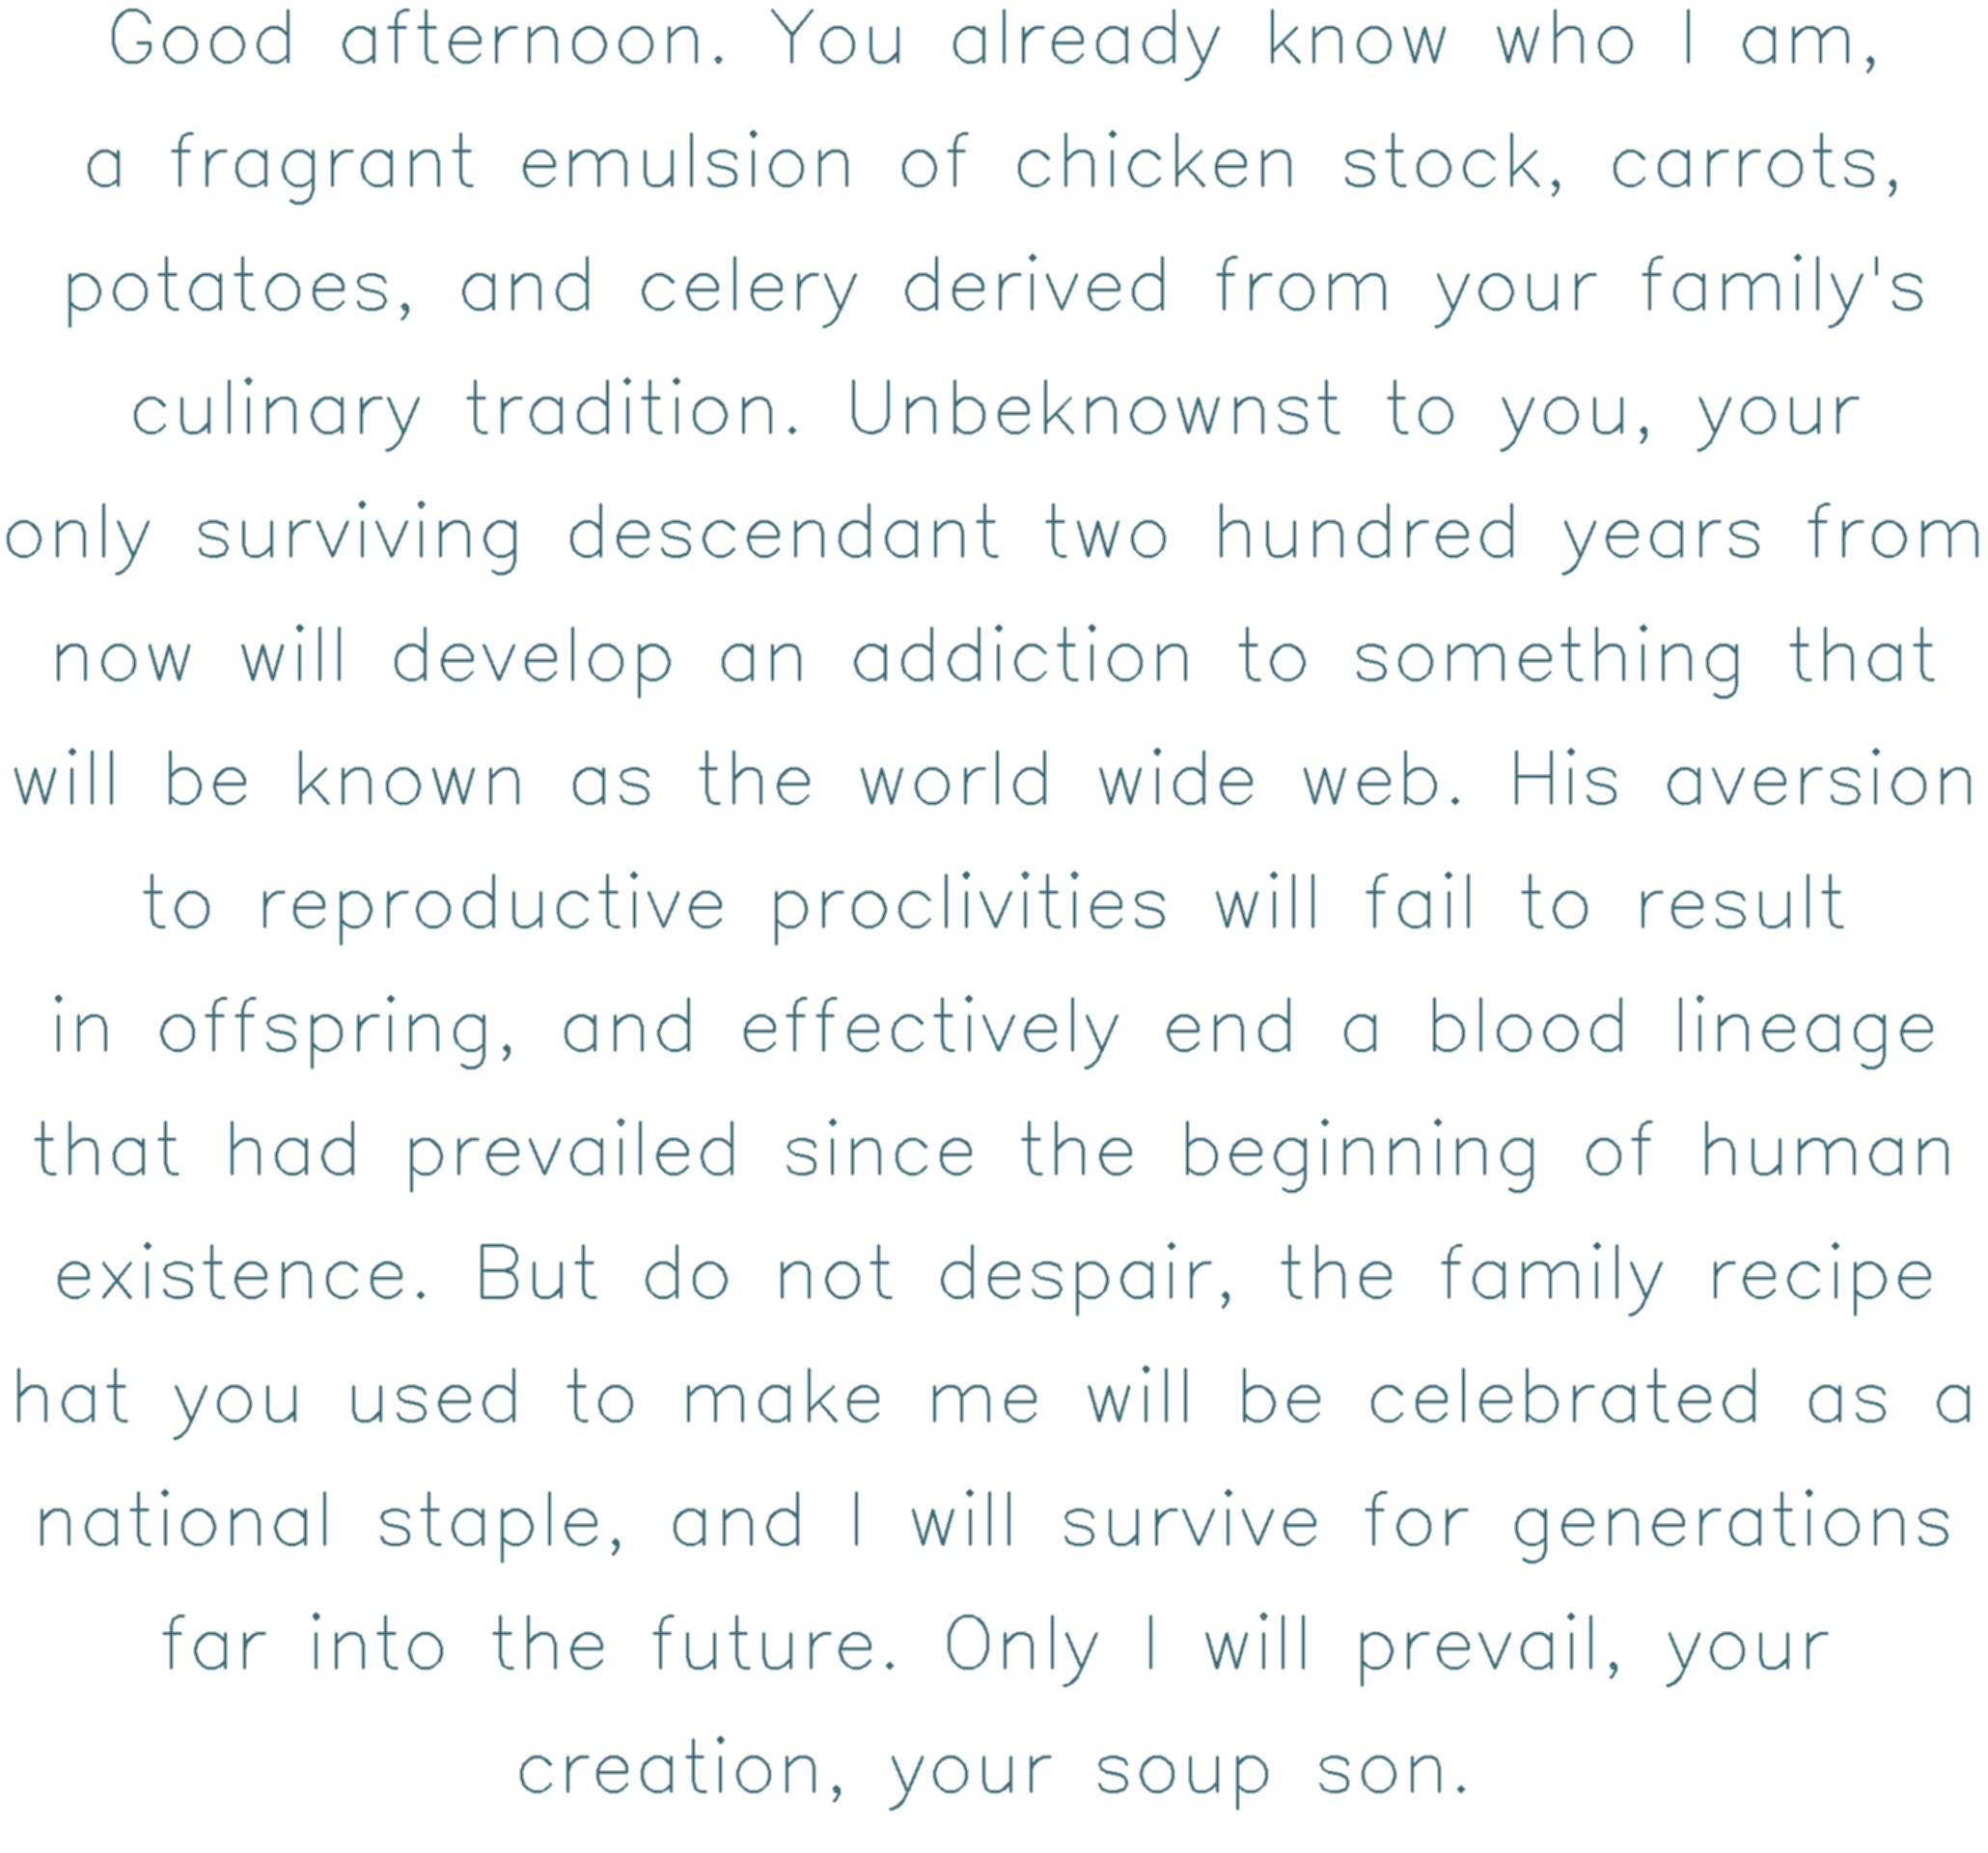 Good afternoon. You already know who I am,
a fragrant emulsion of chicken stock, carrots,
potatoes, and celery derived from your family's
culinary tradition. Unbeknownst to you, your
only surviving descendant two hundred years from
now will develop an addiction to something that
will be known as the world wide web. His aversion
to reproductive proclivities will fail to result
in offspring, and effectively end a blood lineage
that had prevailed since the beginning of human
existence. But do not despair, the family recipe
hat you used to make me will be celebrated as a
national staple, and I will survive for generations
far into the future. Only I will prevail, your
creation, your soup son.